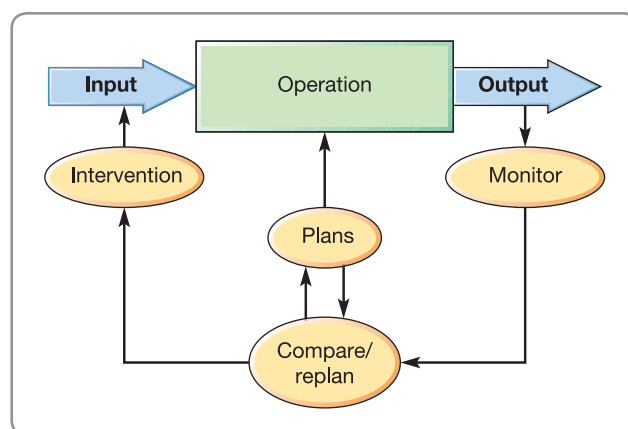 Input
Operation
Output
Intervention
Monitor
Plans
Compare/
replan